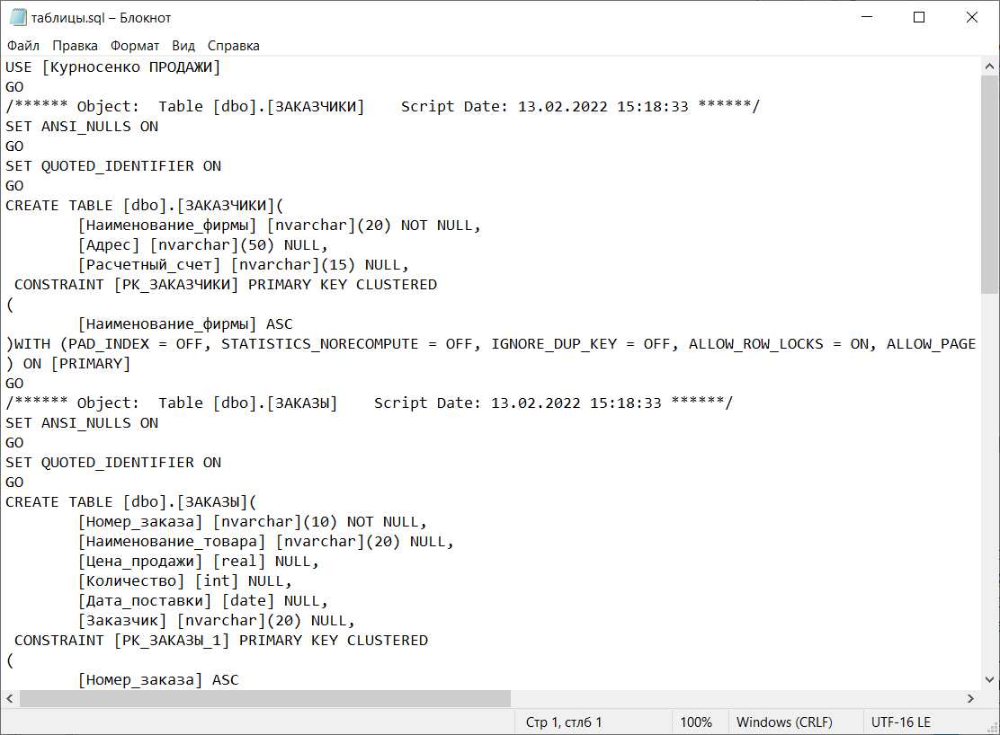 таблицы.sql – Блокнот
Файл Правка Формат Вид Справка
USE [Курносенко ПРОДАЖИ]
GO
/****** Object:  Table [dbo].[ЗАКАЗЧИКИ]    Script Date: 13.02.2022 15:18:33 ******/
SET ANSI_NULLS ON
GO
SET QUOTED_IDENTIFIER ON
GO
CREATE TABLE [dbo].[ЗАКАЗЧИКИ](
[Наименование_фирмы] [nvarchar](20) NOT NULL,
[Адрес] [nvarchar](50) NULL,
[Расчетный_счет] [nvarchar](15) NULL,
CONSTRAINT [PK_ЗАКАЗЧИКИ] PRIMARY KEY CLUSTERED
(
[Наименование_фирмы] ASC
)WITH (PAD_INDEX = OFF, STATISTICS_NORECOMPUTE = OFF, IGNORE_DUP_KEY = OFF, ALLOW_ROW_LOCKS = ON, ALLOW_PAGE
) ON [PRIMARY]
GO
/****** Object:  Table [dbo].[ЗАКАЗЫ]    Script Date: 13.02.2022 15:18:33 ******/
SET ANSI_NULLS ON
GO
SET QUOTED_IDENTIFIER ON
GO
CREATE TABLE [dbo].[ЗАКАЗЫ](
[Номер_заказа] [nvarchar](10) NOT NULL,
[Наименование_товара] [nvarchar](20) NULL,
[Цена_продажи] [real] NULL,
[Количество] [int] NULL,
[Дата_поставки] [date] NULL,
[Заказчик] [nvarchar](20) NULL,
CONSTRAINT [PK_ЗАКАЗЫ_1] PRIMARY KEY CLUSTERED
(
[Номер_заказа] ASC
Стр 1, стлб 1 100% Windows (CRLF) UTF-16 LE